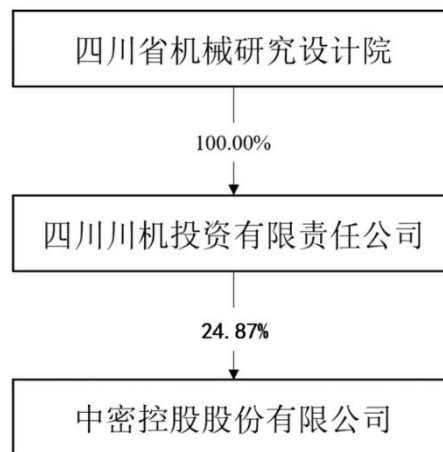 四川省机械研究设计院
100.00%
四川川机投资有限责任公司
24.87%
中密控股股份有限公司